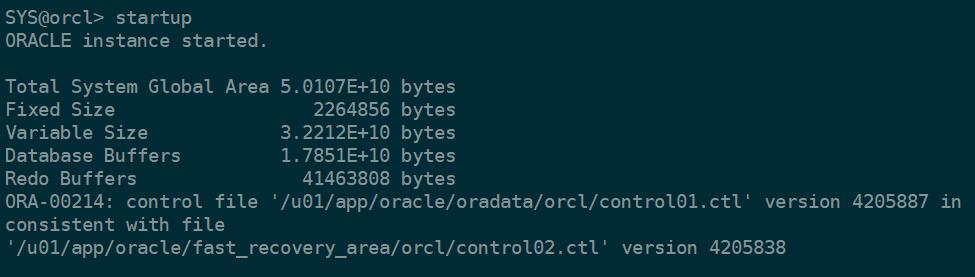 SYS@orcl> startup
ORACLE instance started.

Total System Global Area 5.0107E+10 bytes
Fixed Size                  2264856 bytes
Variable Size            3.2212E+10 bytes
Database Buffers         1.7851E+10 bytes
Redo Buffers               41463808 bytes
ORA-00214: control file '/u01/app/oracle/oradata/orcl/control01.ctl' version 4205887 in
consistent with file
'/u01/app/oracle/fast_recovery_area/orcl/control02.ctl' version 4205838